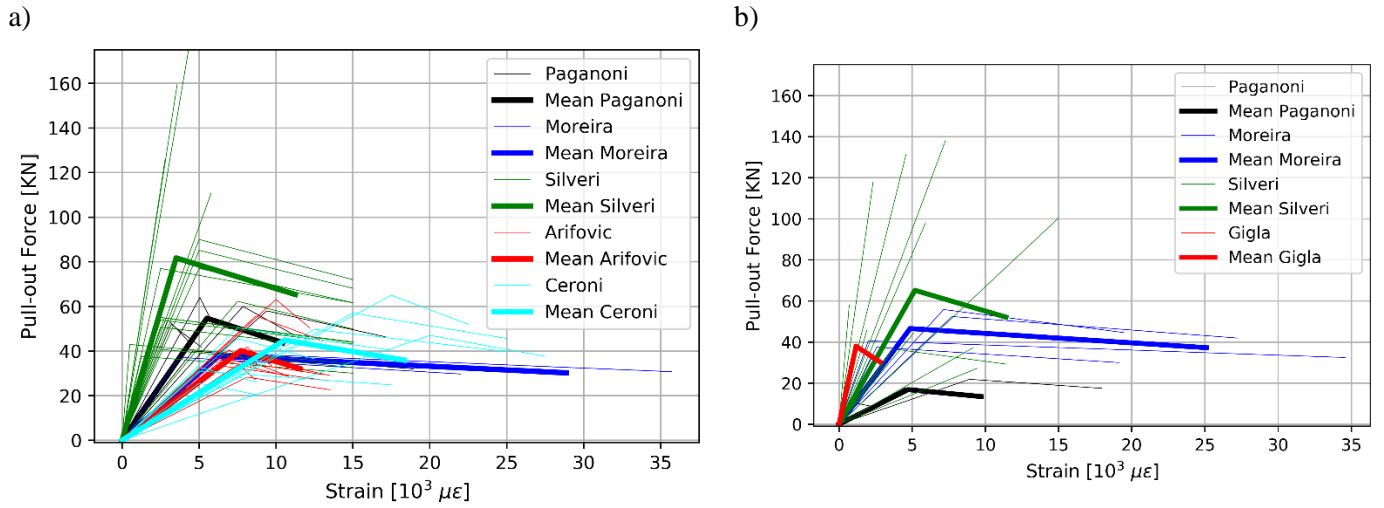 a)
Pull-out Force [KN]
160
140
120
100
80
60
40
20
0
0 5 10 15 20 25 30 35
Strain [10³ με]
Paganoni
Mean Paganoni
Moreira
Mean Moreira
Silveri
Mean Silveri
Arifovic
Mean Arifovic
Ceroni
Mean Ceroni
b)
Pull-out Force [KN]
160
140
120
100
80
60
40
20
0
0 5 10 15 20 25 30 35
Strain [10³ με]
Paganoni
Mean Paganoni
Moreira
Mean Moreira
Silveri
Mean Silveri
Gigla
Mean Gigla